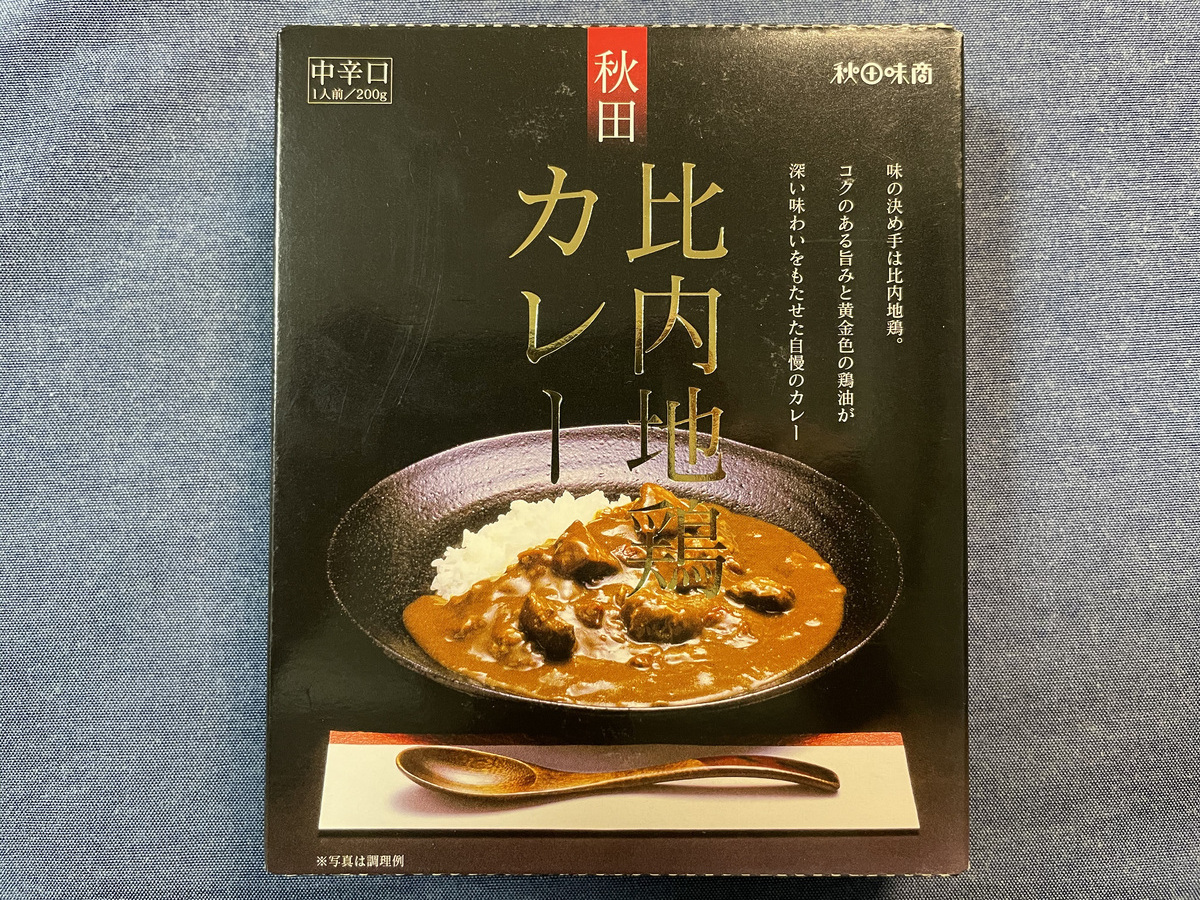 中辛口
1人前/200g
秋田
秋田味商
比内地鶏
カレー
味の決め手は比内地鶏。
コクのある旨みと黄金色の鶏油が
深い味わいをもたせた自慢のカレー
※写真は調理例